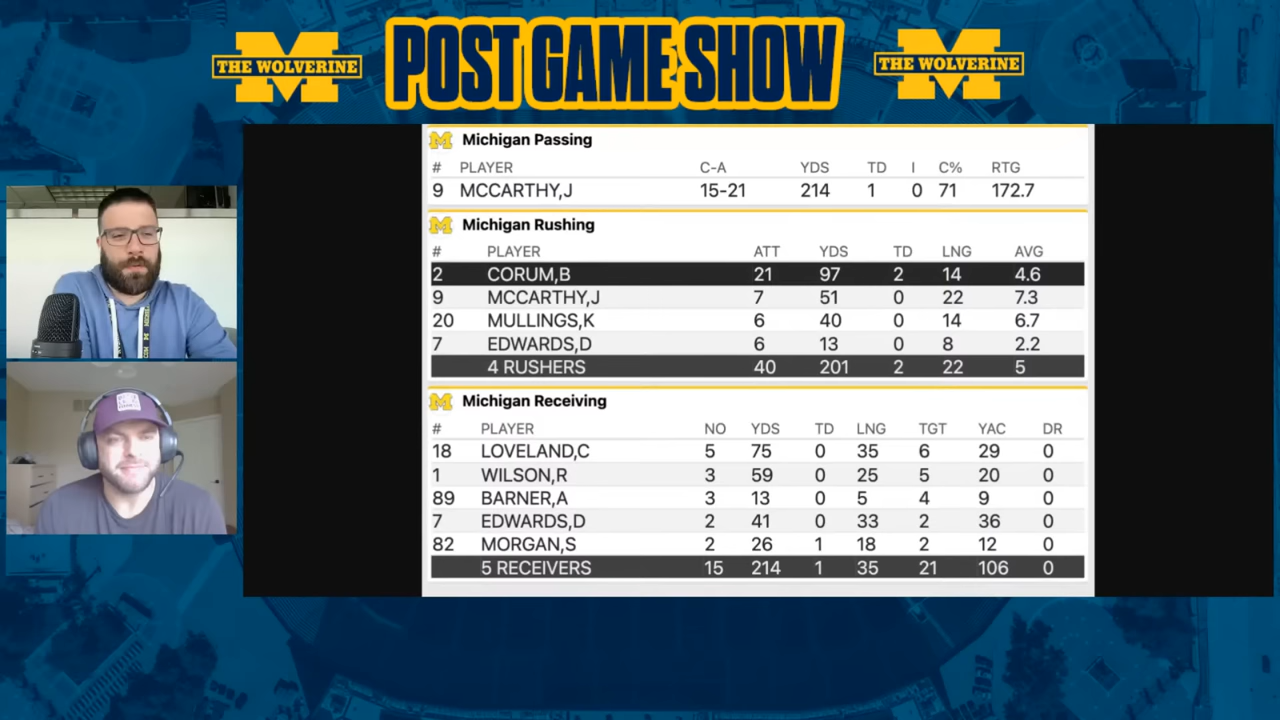 THE WOLVERINE
POST GAME SHOW
THE WOLVERINE
Michigan Passing
# PLAYER C-A YDS TD I C% RTG
9 MCCARTHY,J 15-21 214 1 0 71 172.7
Michigan Rushing
# PLAYER ATT YDS TD LNG AVG
2 CORUM,B 21 97 2 14 4.6
9 MCCARTHY,J 7 51 0 22 7.3
20 MULLINGS,K 6 40 0 14 6.7
7 EDWARDS,D 6 13 0 8 2.2
4 RUSHERS 40 201 2 22 5
Michigan Receiving
# PLAYER NO YDS TD LNG TGT YAC DR
18 LOVELAND,C 5 75 0 35 6 29 0
1 WILSON,R 3 59 0 25 5 20 0
89 BARNER,A 3 13 0 5 4 9 0
7 EDWARDS,D 2 41 0 33 2 36 0
82 MORGAN,S 2 26 1 18 2 12 0
5 RECEIVERS 15 214 1 35 21 106 0